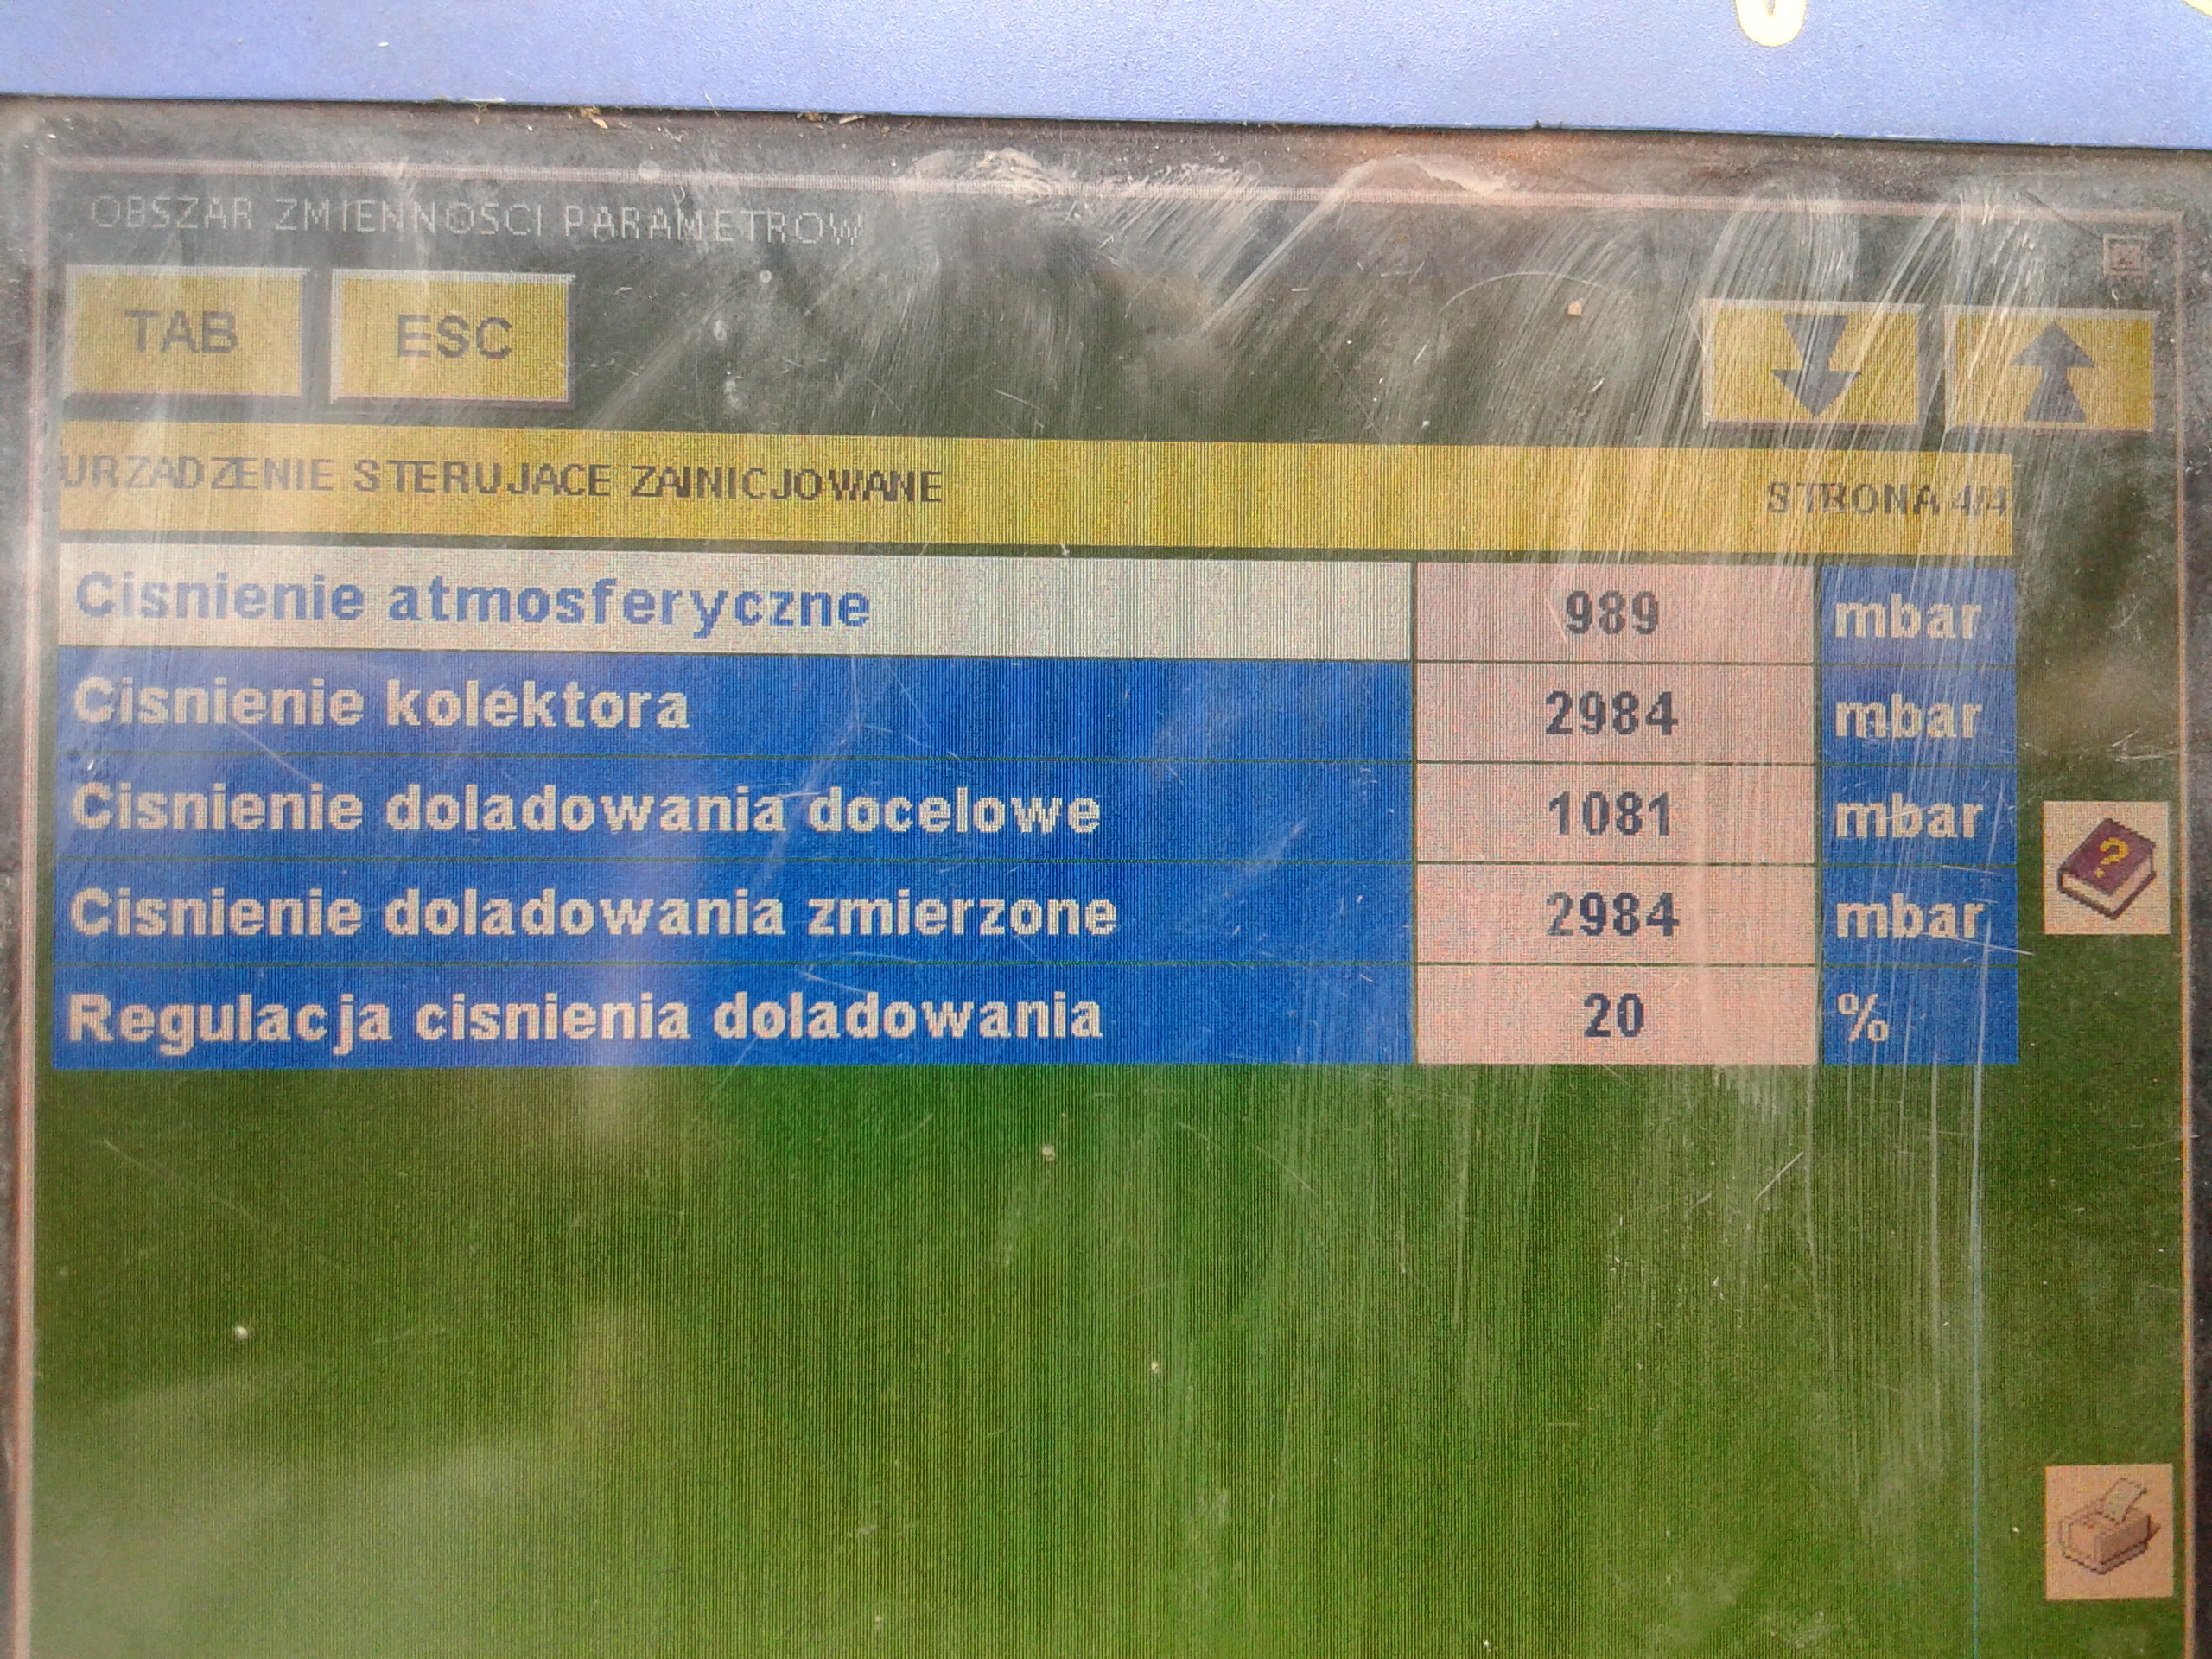 OBSZAR ZMIENNOSCI PARAMETROW
TAB ESC
URZADZENIE STERUJACE ZAINICJOWANE STRONA 4/4
Cisnienie atmosferyczne 989 mbar
Cisnienie kolektora 2984 mbar
Cisnienie doladowania docelowe 1081 mbar
Cisnienie doladowania zmierzone 2984 mbar
Regulacja cisnienia doladowania 20 %
?